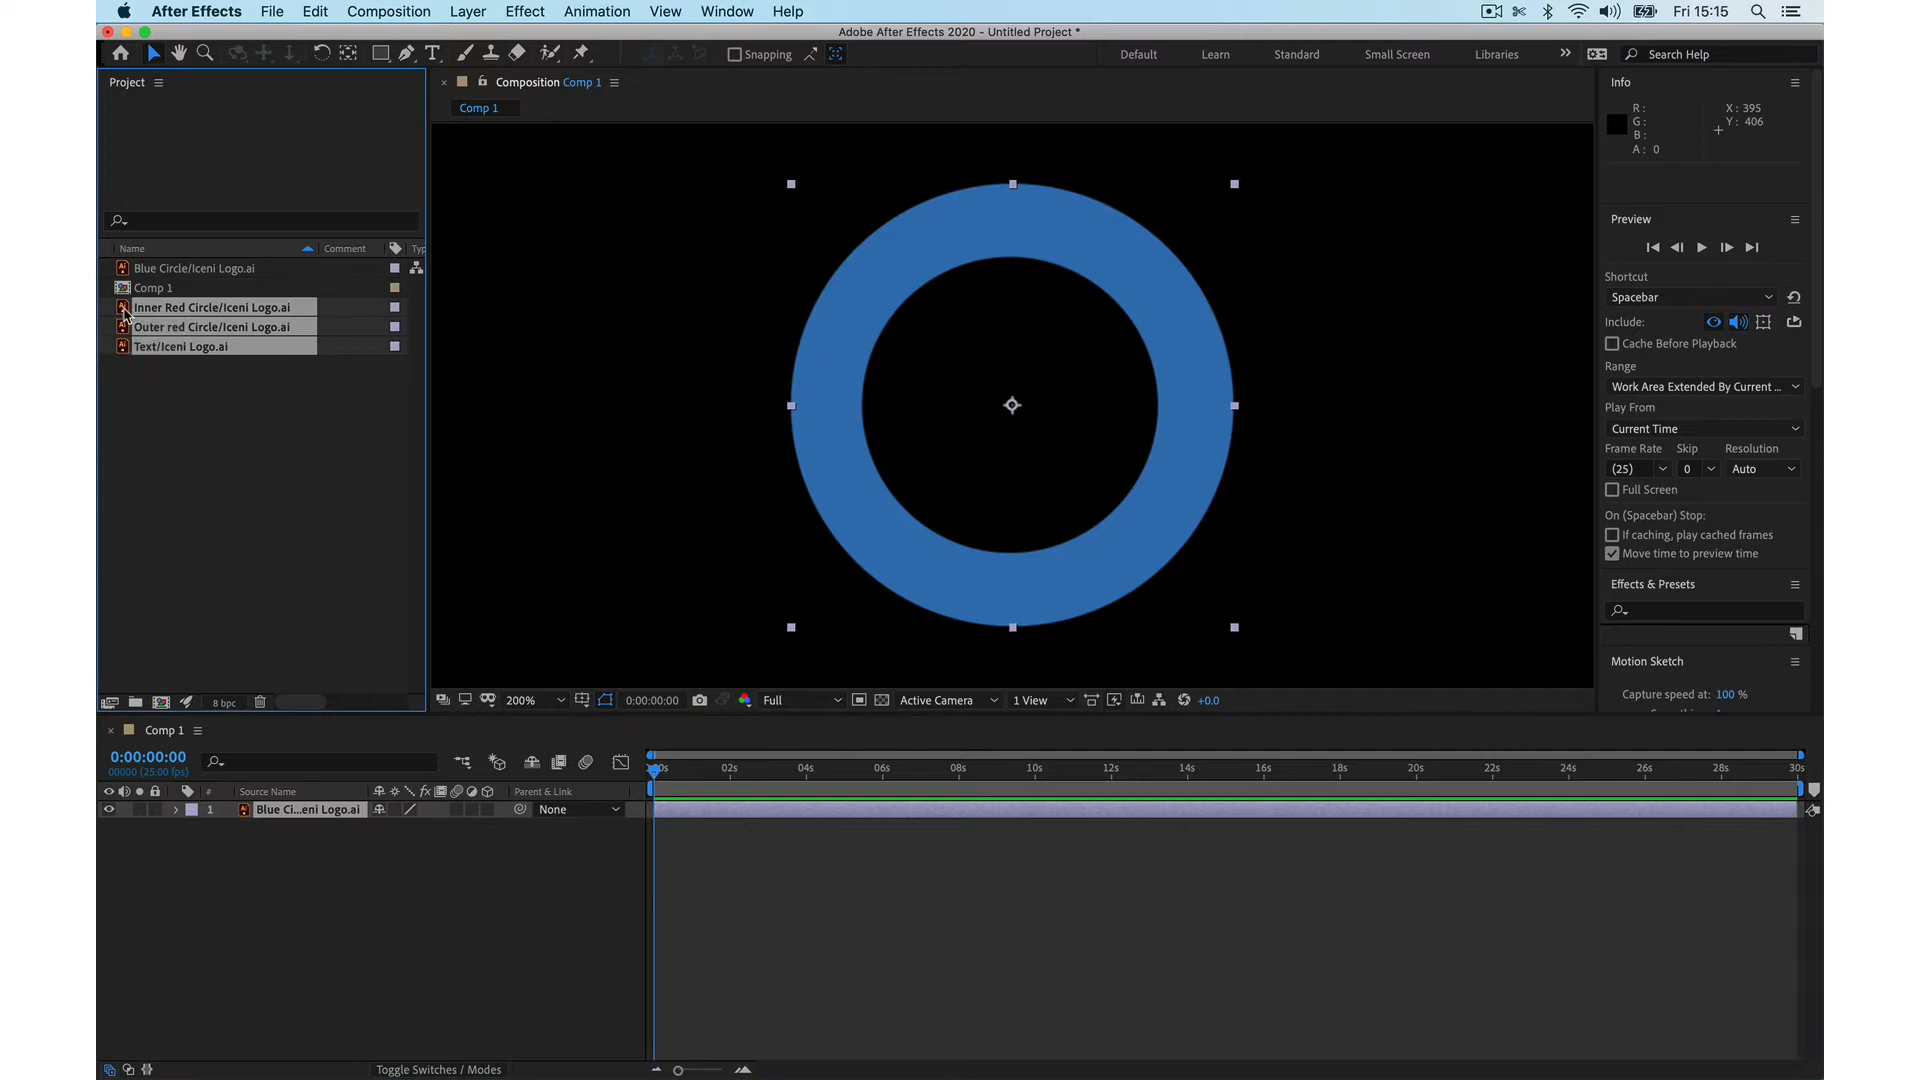 After Effects File Edit Composition Layer Effect Animation View Window Help Fri 15:15
Adobe After Effects 2020 - Untitled Project *
Snapping Default Learn Standard Small Screen Libraries Search Help
Project
Composition Comp 1
Comp 1
Name Comment Typ
Blue Circle/Iceni Logo.ai
Comp 1
Inner Red Circle/Iceni Logo.ai
Outer red Circle/Iceni Logo.ai
Text/Iceni Logo.ai
8 bpc
200% 0:00:00:00 Full Active Camera 1 View +0.0
Info
R: X: 395
G: Y: 406
B:
A: 0
Preview
Shortcut
Spacebar
Include:
Cache Before Playback
Range
Work Area Extended By Current ...
Play From
Current Time
Frame Rate Skip Resolution
(25) 0 Auto
Full Screen
On (Spacebar) Stop:
If caching, play cached frames
Move time to preview time
Effects & Presets
Motion Sketch
Capture speed at: 100 %
Comp 1
0:00:00:00
00000 (25.00 fps)
02s 04s 06s 08s 10s 12s 14s 16s 18s 20s 22s 24s 26s 28s 30s
# Source Name Parent & Link
1 Blue Ci...eni Logo.ai None
Toggle Switches / Modes